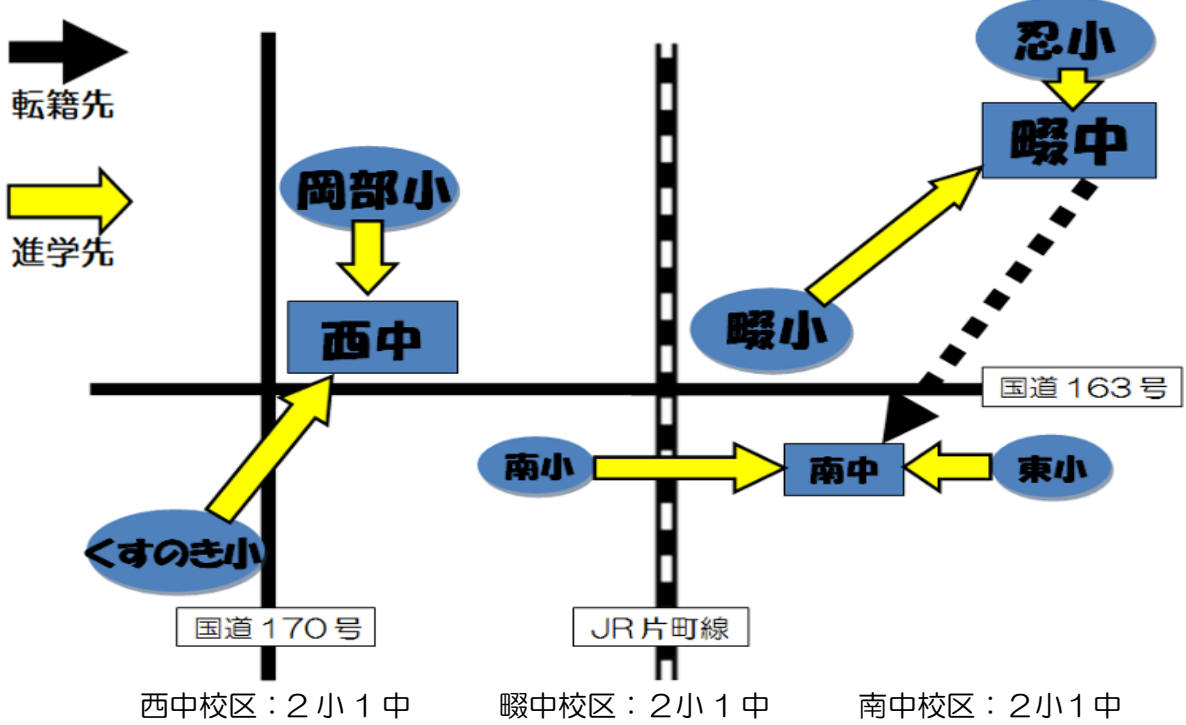 転籍先
進学先
忍小
畷中
岡部小
西中
畷小
国道163号
南小
南中
東小
くすのき小
国道170号
JR片町線
西中校区：２小１中
畷中校区：２小１中
南中校区：２小１中